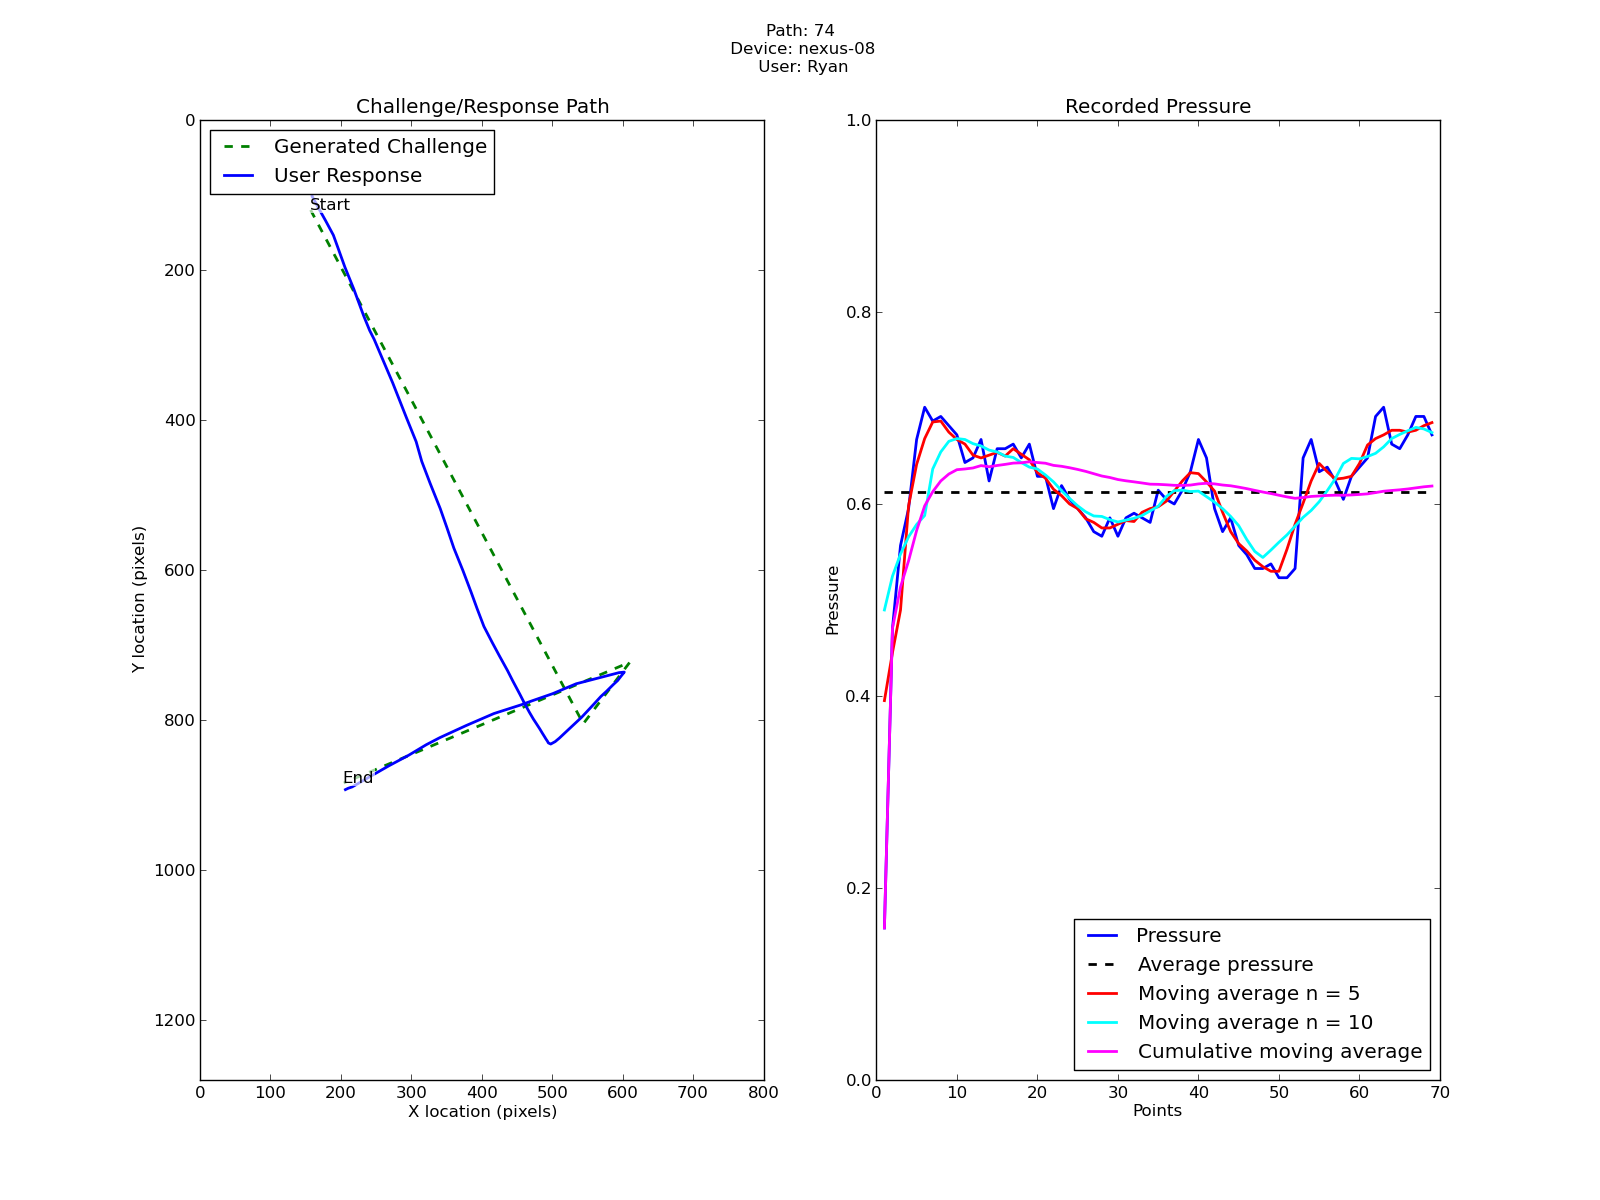 Path: 74
Device: nexus-08
User: Ryan
Challenge/Response Path
Generated Challenge
User Response
Start
End
0
200
400
600
800
1000
1200
Y location (pixels)
0 100 200 300 400 500 600 700 800
X location (pixels)
Recorded Pressure
1.0
0.8
0.6
0.4
0.2
0.0
Pressure
Pressure
Average pressure
Moving average n = 5
Moving average n = 10
Cumulative moving average
0 10 20 30 40 50 60 70
Points